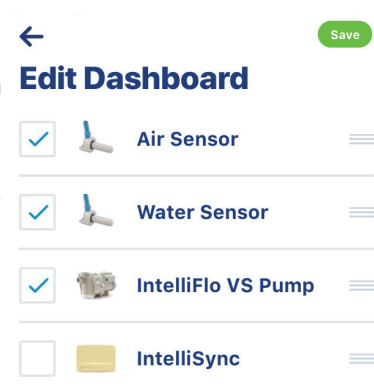 Save
Edit Dashboard
Air Sensor
Water Sensor
IntelliFlo VS Pump
IntelliSync